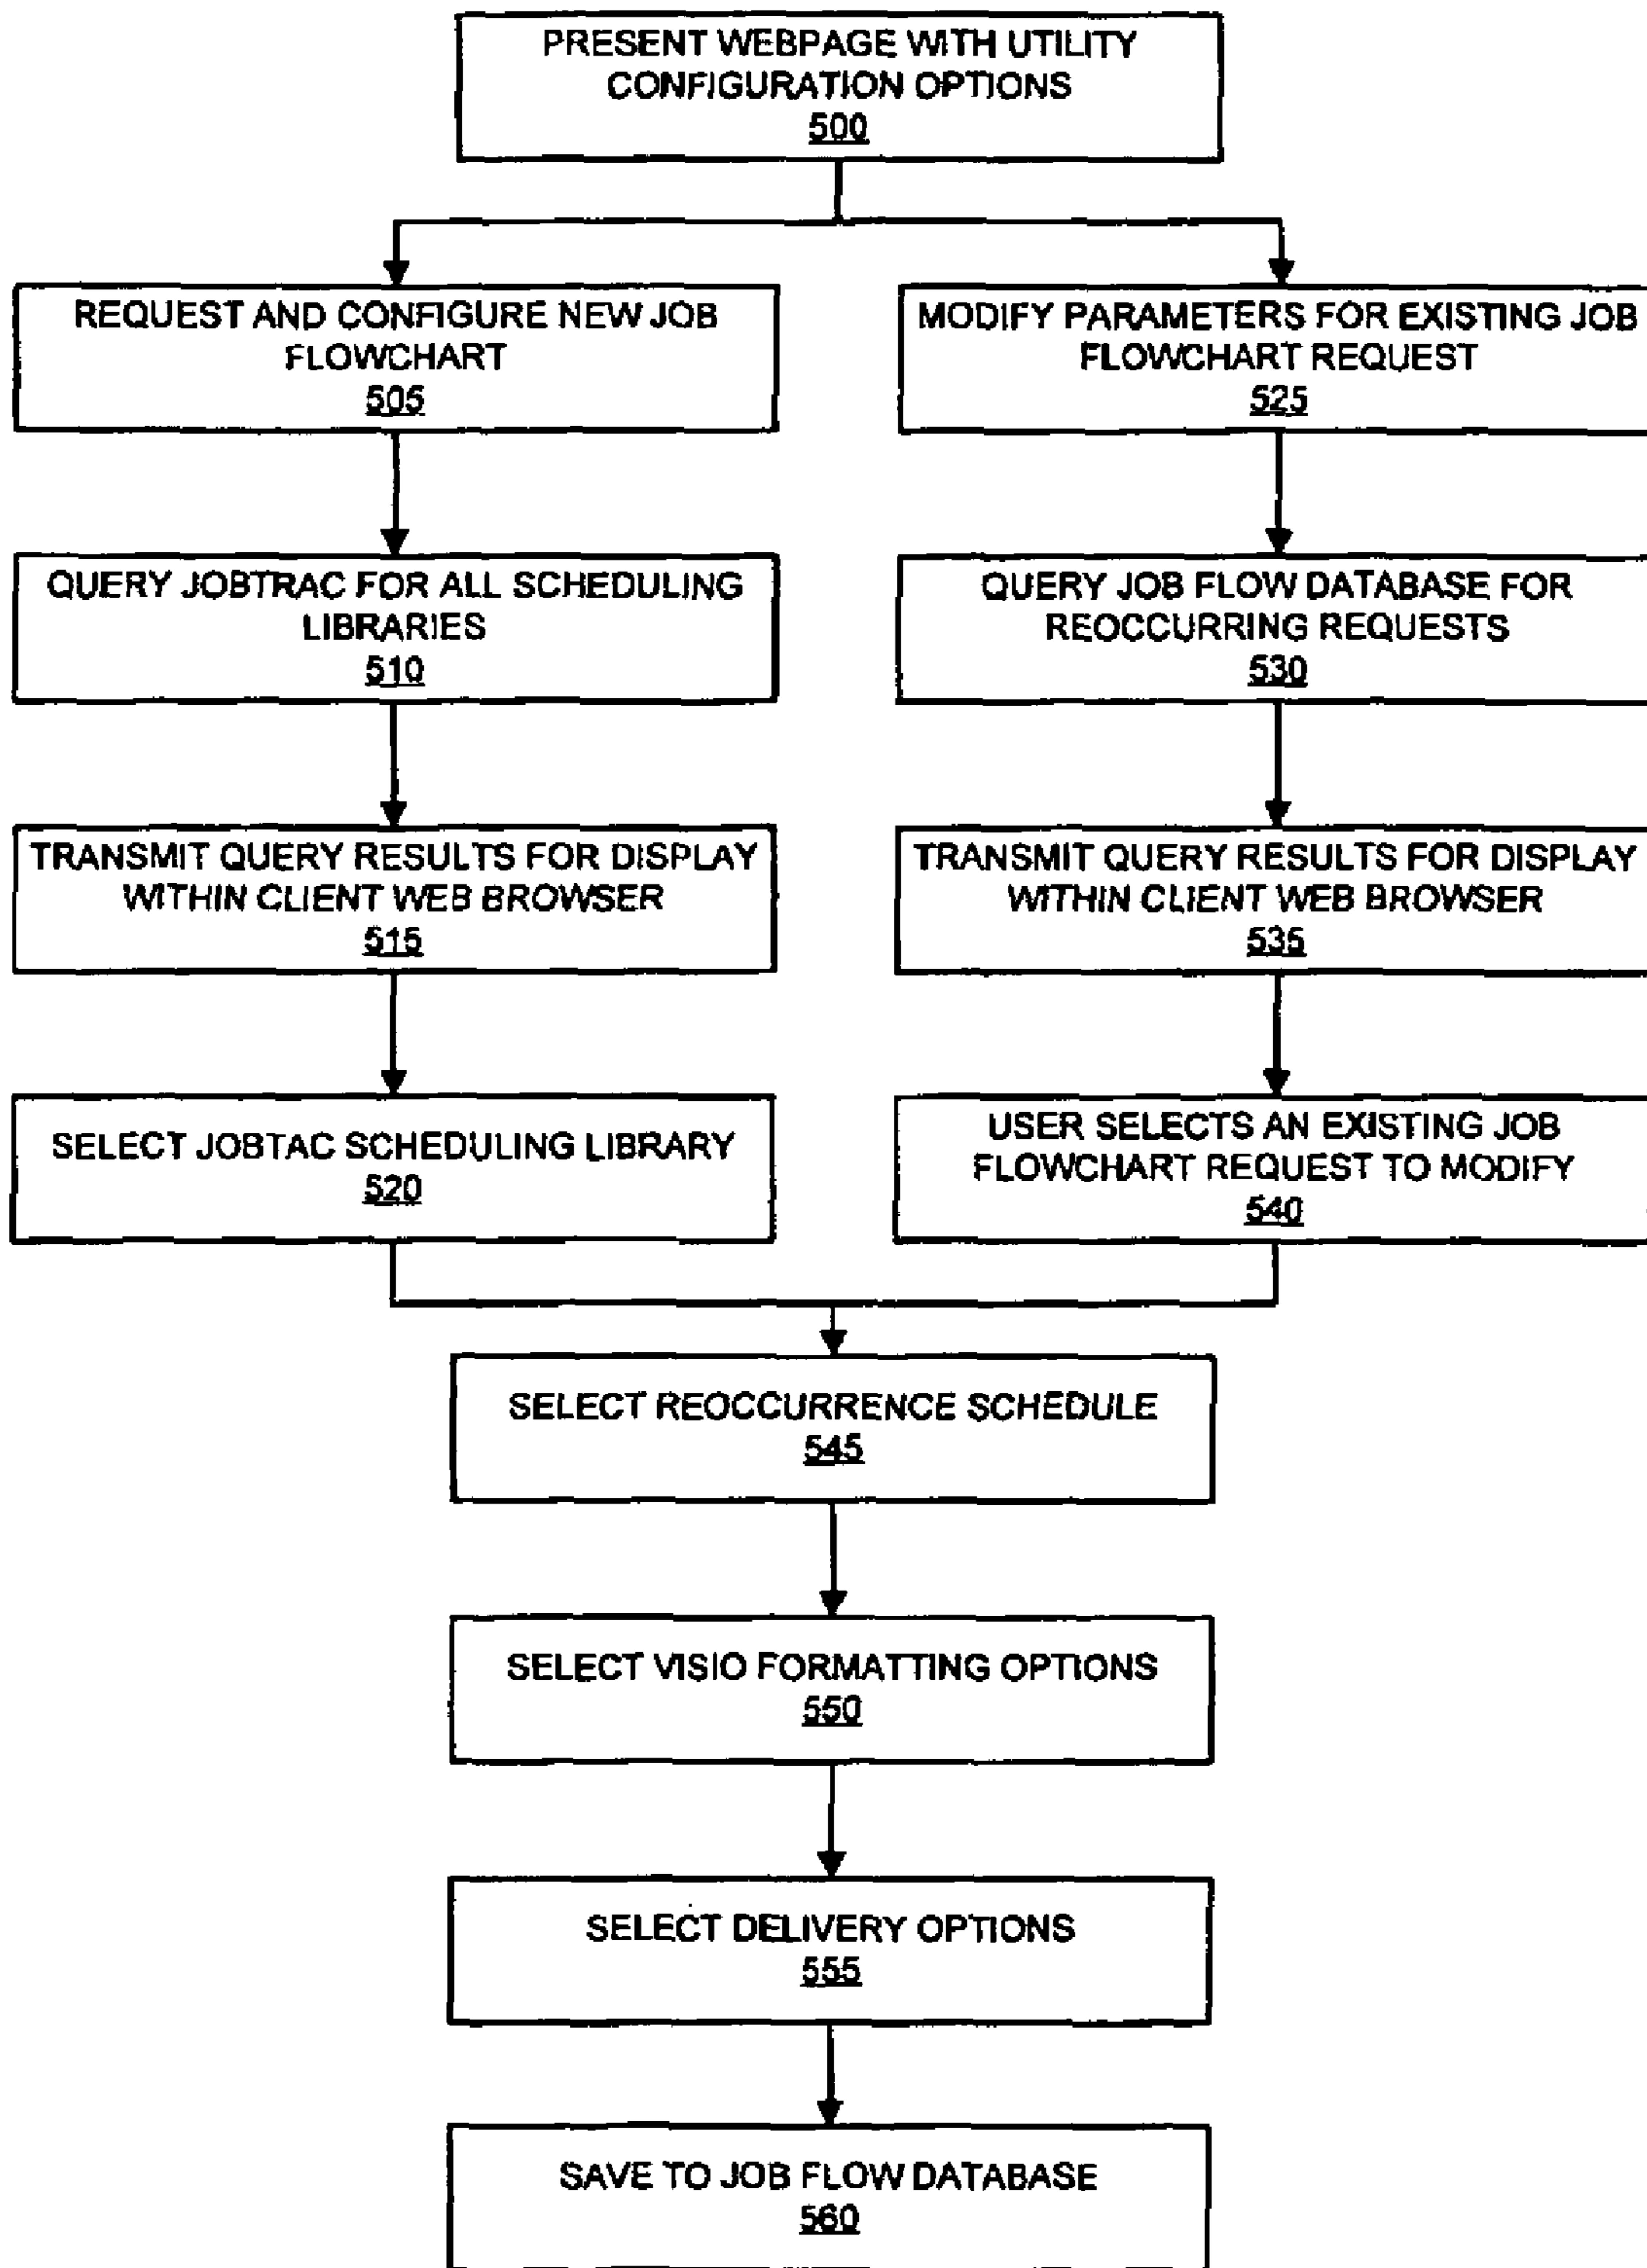 PRESENT WEBPAGE WITH UTILITY
CONFIGURATION OPTIONS
500
REQUEST AND CONFIGURE NEW JOB
FLOWCHART
505
MODIFY PARAMETERS FOR EXISTING JOB
FLOWCHART REQUEST
525
QUERY JOBTRAC FOR ALL SCHEDULING
LIBRARIES
510
QUERY JOB FLOW DATABASE FOR
REOCCURRING REQUESTS
530
TRANSMIT QUERY RESULTS FOR DISPLAY
WITHIN CLIENT WEB BROWSER
515
TRANSMIT QUERY RESULTS FOR DISPLAY
WITHIN CLIENT WEB BROWSER
535
SELECT JOBTAC SCHEDULING LIBRARY
520
USER SELECTS AN EXISTING JOB
FLOWCHART REQUEST TO MODIFY
540
SELECT REOCCURRENCE SCHEDULE
545
SELECT VISIO FORMATTING OPTIONS
550
SELECT DELIVERY OPTIONS
555
SAVE TO JOB FLOW DATABASE
560